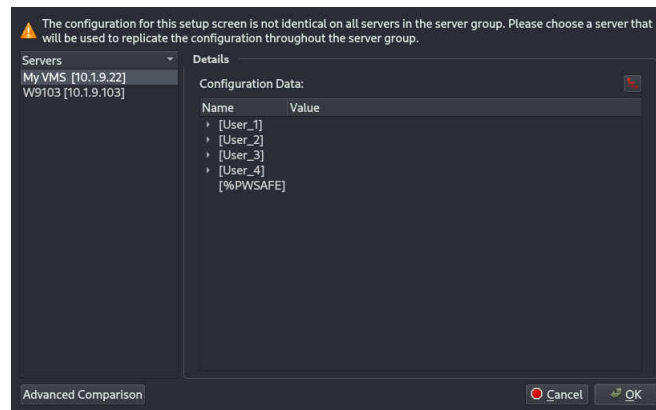 The configuration for this setup screen is not identical on all servers in the server group. Please choose a server that
will be used to replicate the configuration throughout the server group.
Servers
My VMS [10.1.9.22]
W9103 [10.1.9.103]
Details
Configuration Data:
Name Value
[User_1]
[User_2]
[User_3]
[User_4]
[%PWSAFE]
Advanced Comparison
Cancel
OK